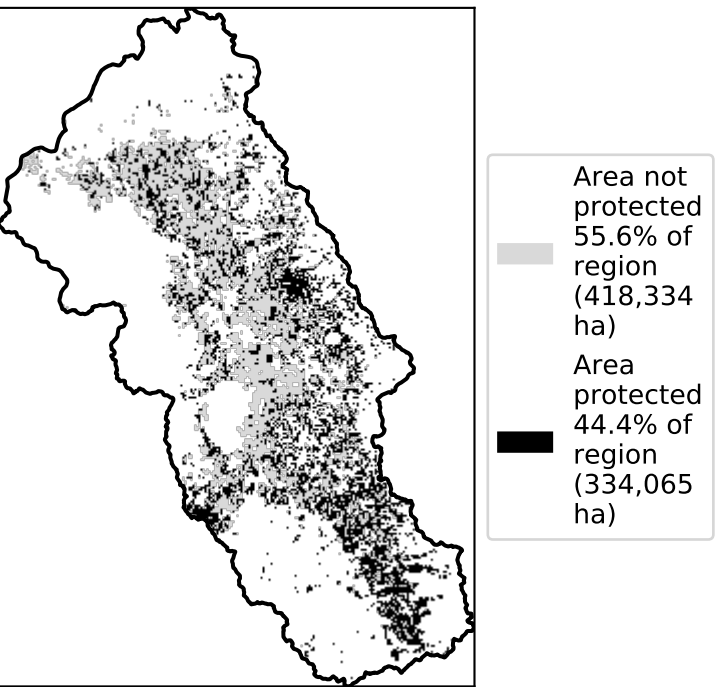 Area not
protected
55.6% of
region
(418,334
ha)
Area
protected
44.4% of
region
(334,065
ha)